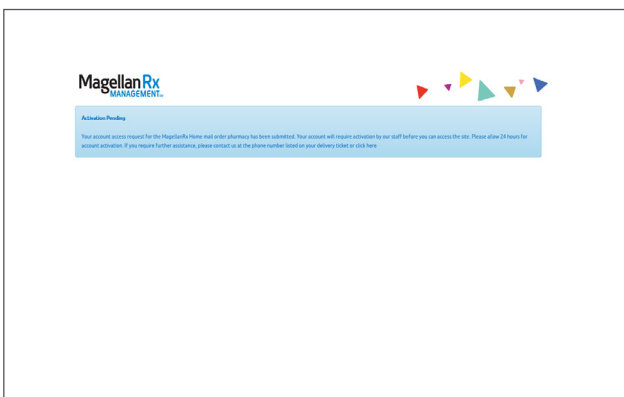 Magellan Rx
MANAGEMENT
Activation Pending
Your account access request for the MagellanRx Home mail order pharmacy has been submitted. Your account will require activation by our staff before you can access the site. Please allow 24 hours for
account activation. If you require further assistance, please contact us at the phone number listed on your delivery ticket or click here